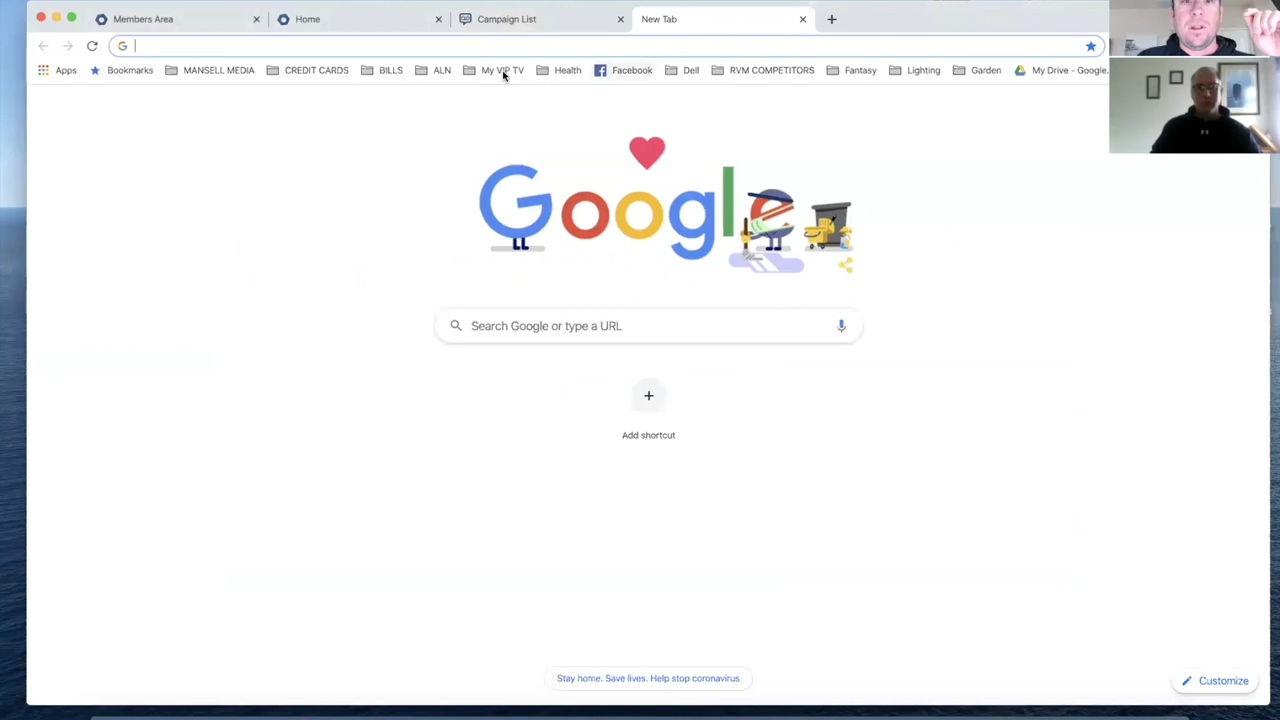 Members Area
Home
Campaign List
New Tab
Apps Bookmarks MANSELL MEDIA CREDIT CARDS BILLS ALN My VIP TV Health Facebook Dell RVM COMPETITORS Fantasy Lighting Garden My Drive - Google.
Google
Search Google or type a URL
Add shortcut
Stay home. Save lives. Help stop coronavirus
Customize